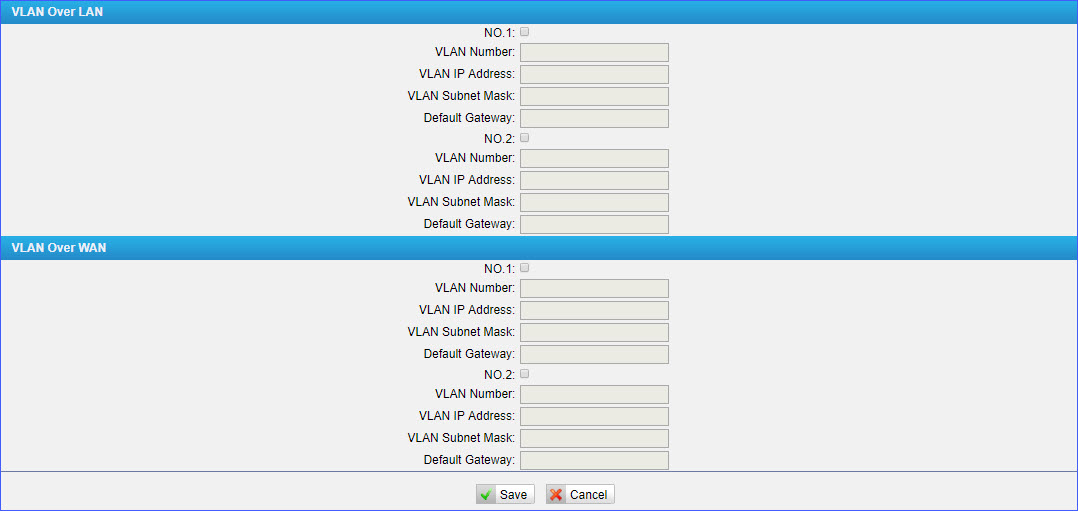 VLAN Over LAN
NO.1:
VLAN Number:
VLAN IP Address:
VLAN Subnet Mask:
Default Gateway:
NO.2:
VLAN Number:
VLAN IP Address:
VLAN Subnet Mask:
Default Gateway:
VLAN Over WAN
NO.1:
VLAN Number:
VLAN IP Address:
VLAN Subnet Mask:
Default Gateway:
NO.2:
VLAN Number:
VLAN IP Address:
VLAN Subnet Mask:
Default Gateway:
Save Cancel